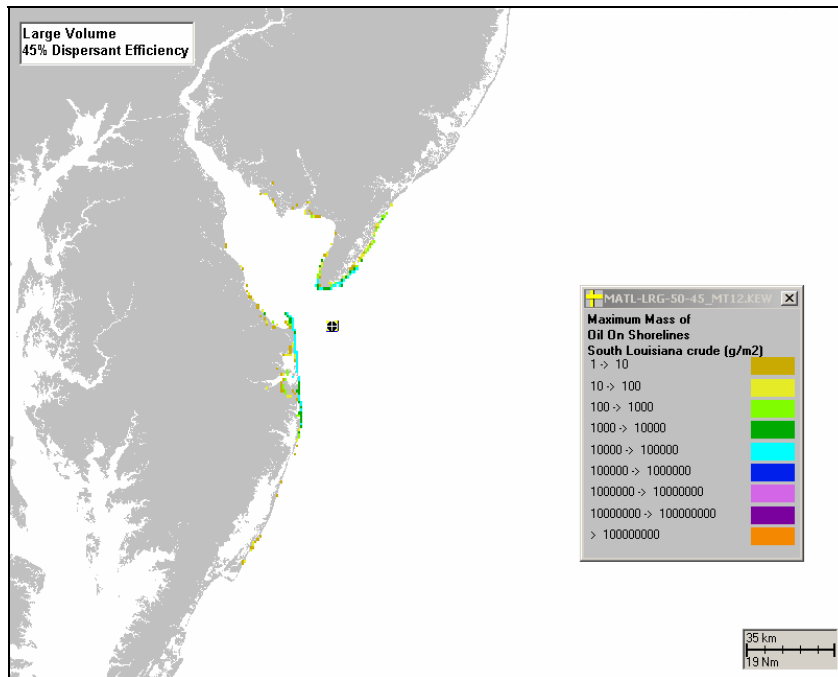 Large Volume
45% Dispersant Efficiency
MATL-LRG-50-45_MT12.KEW
Maximum Mass of
Oil On Shorelines
South Louisiana crude (g/m2)
1 -> 10
10 -> 100
100 -> 1000
1000 -> 10000
10000 -> 100000
100000 -> 1000000
1000000 -> 10000000
10000000 -> 100000000
> 100000000
35 km
19 Nm